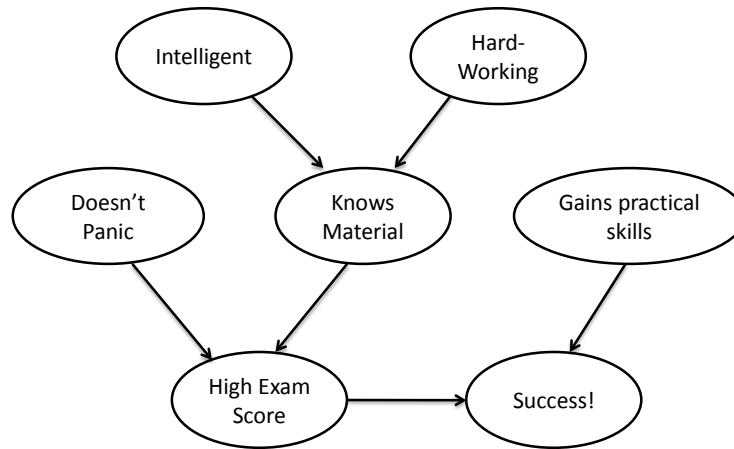 Intelligent
Hard-
Working
Doesn’t
Panic
Knows
Material
Gains practical
skills
High Exam
Score
Success!